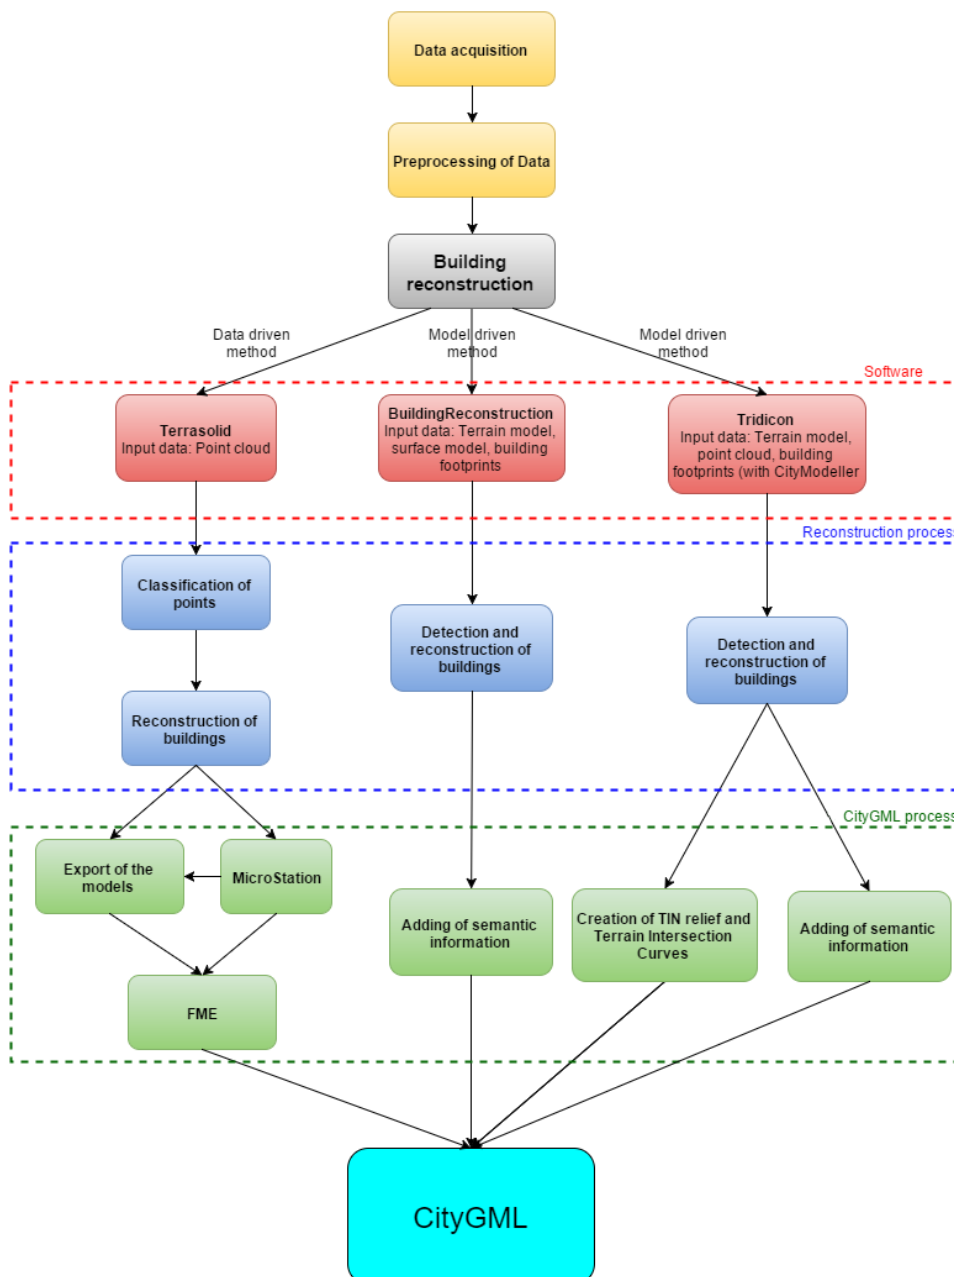 Data acquisition
Preprocessing of Data
Building
reconstruction
Data driven
method
Model driven
method
Model driven
method
Software
Terrasolid
Input data: Point cloud
BuildingReconstruction
Input data: Terrain model,
surface model, building
footprints
Tridicon
Input data: Terrain model,
point cloud, building
footprints (with CityModeller
Reconstruction process
Classification of
points
Detection and
reconstruction of
buildings
Detection and
reconstruction of
buildings
Reconstruction of
buildings
CityGML process
Export of the
models
MicroStation
Adding of semantic
information
Creation of TIN relief and
Terrain Intersection
Curves
Adding of semantic
information
FME
CityGML